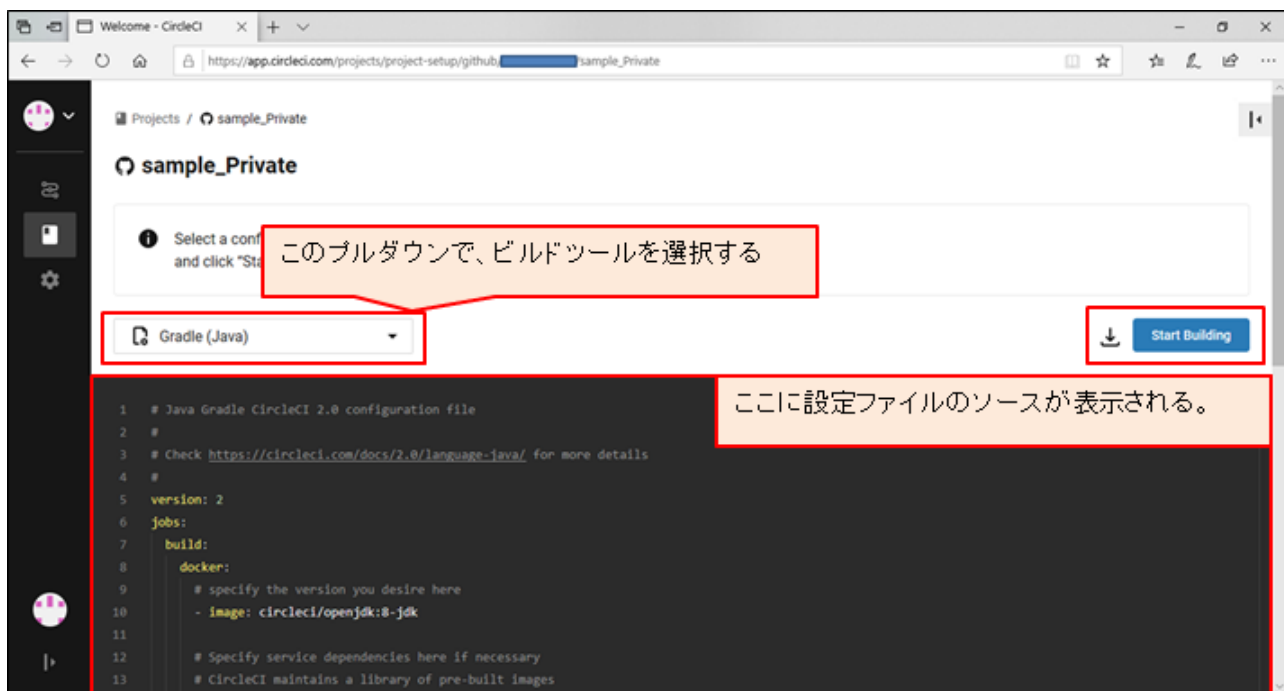 Welcome - CircleCI
https://app.circleci.com/projects/project-setup/github/ /sample_Private
Projects / sample_Private
sample_Private
Select a conf
and click "Sta
このプルダウンで、ビルドツールを選択する
Gradle (Java)
Start Building
ここに設定ファイルのソースが表示される。
1 # Java Gradle CircleCI 2.0 configuration file
2 #
3 # Check https://circleci.com/docs/2.0/language-java/ for more details
4 #
5 version: 2
6 jobs:
7 build:
8 docker:
9 # specify the version you desire here
10 - image: circleci/openjdk:8-jdk
11
12 # Specify service dependencies here if necessary
13 # CircleCI maintains a library of pre-built images